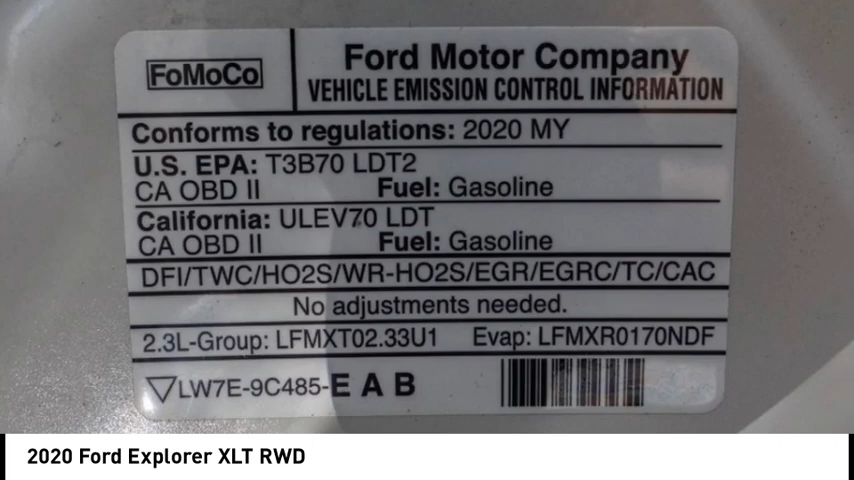 FoMoCo
Ford Motor Company
VEHICLE EMISSION CONTROL INFORMATION
Conforms to regulations: 2020 MY
U.S. EPA: T3B70 LDT2
CA OBD II Fuel: Gasoline
California: ULEV70 LDT
CA OBD II Fuel: Gasoline
DFI/TWC/HO2S/WR-HO2S/EGR/EGRC/TC/CAC
No adjustments needed.
2.3L-Group: LFMXT02.33U1 Evap: LFMXR0170NDF
LW7E-9C485-E A B
2020 Ford Explorer XLT RWD